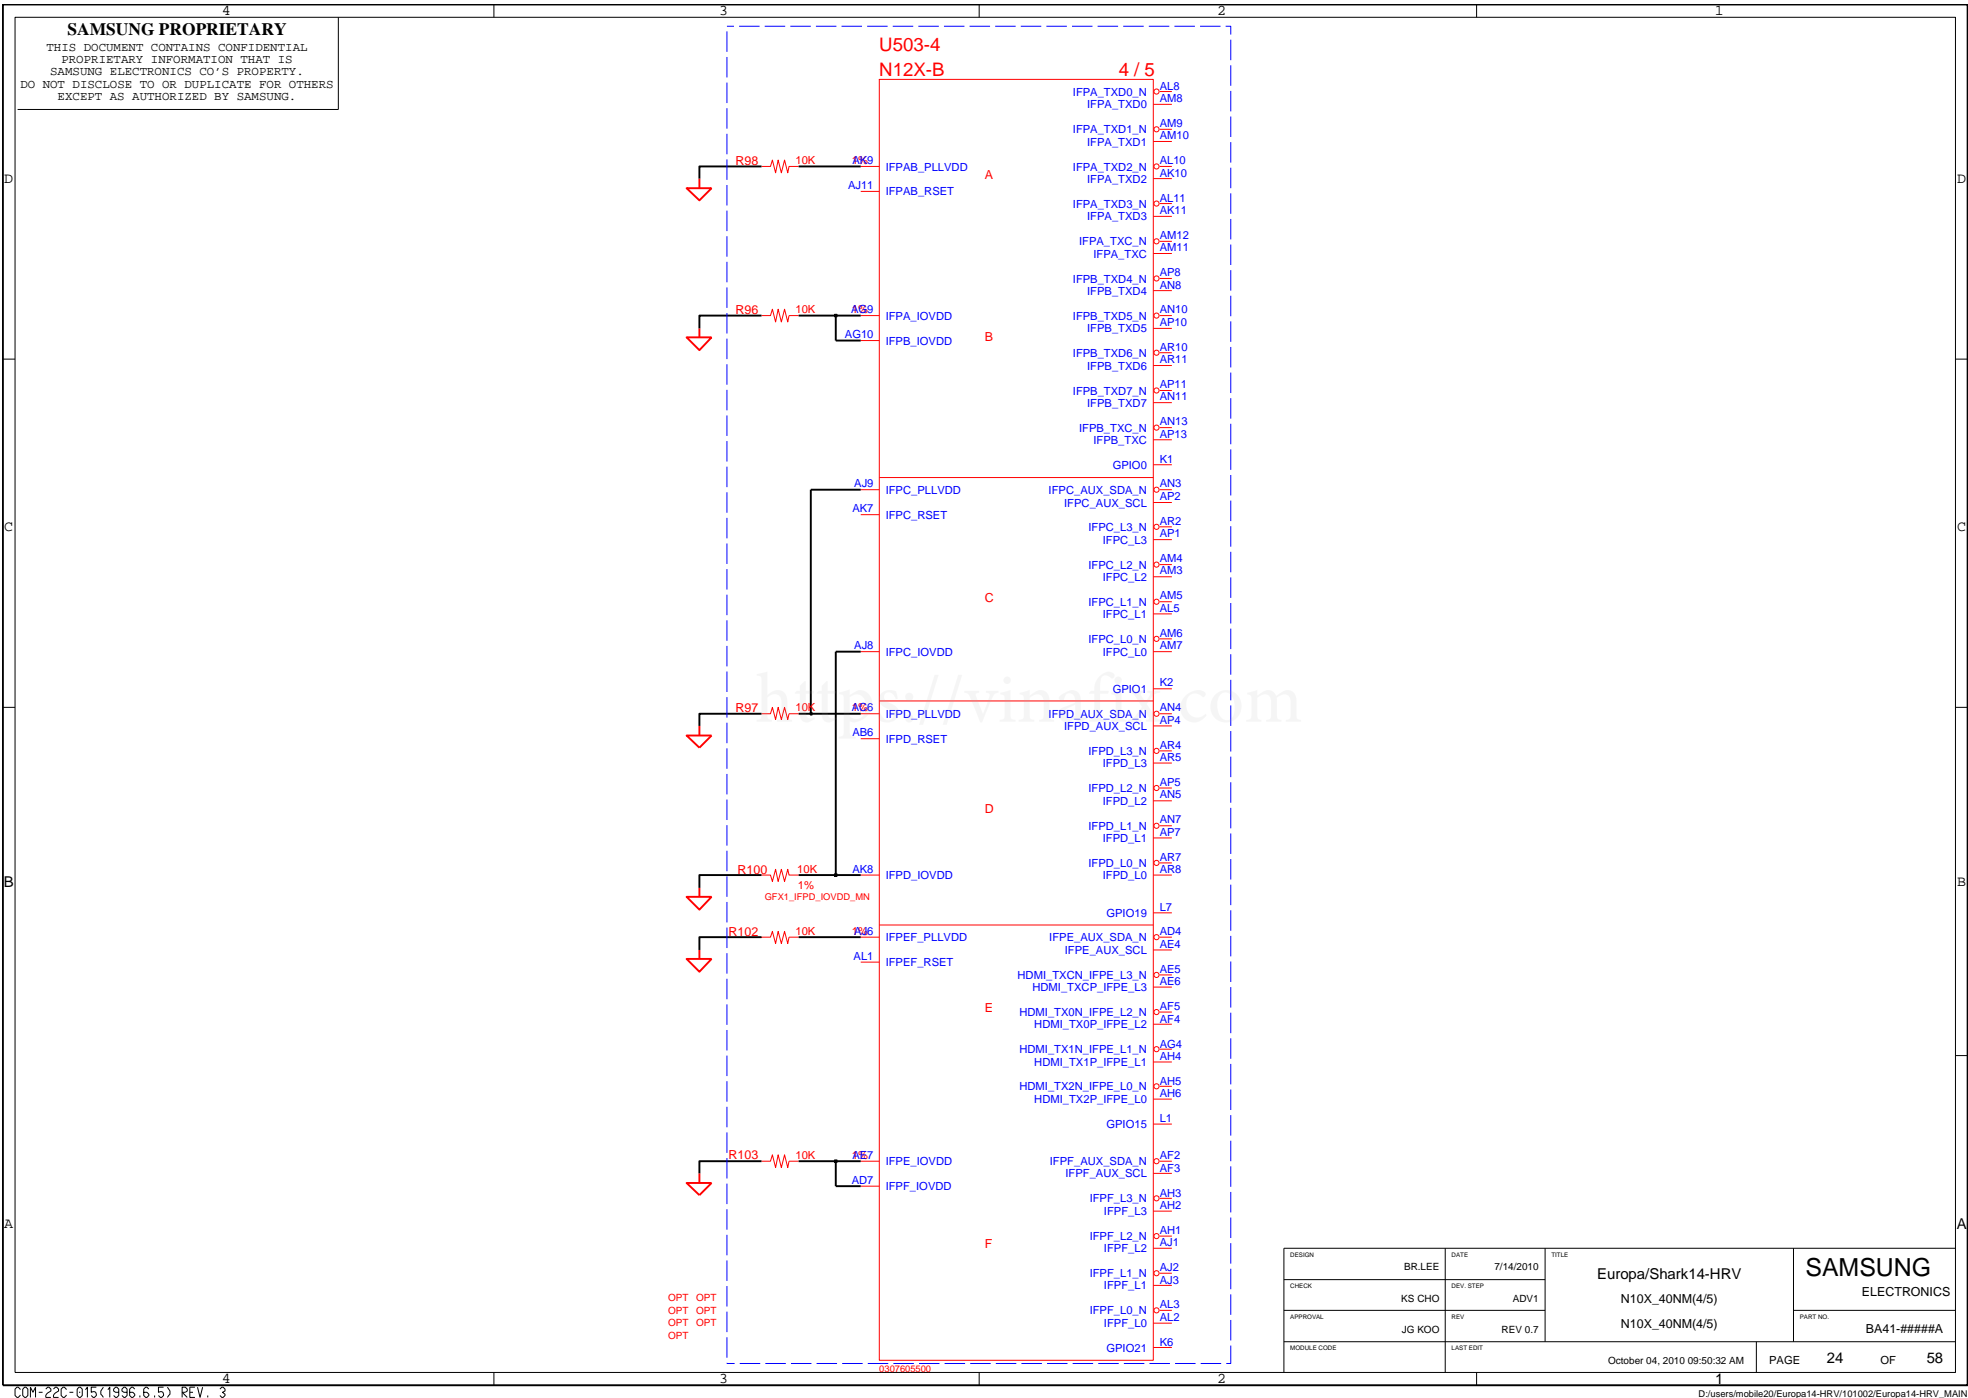 4 3 2 1
SAMSUNG PROPRIETARY
THIS DOCUMENT CONTAINS CONFIDENTIAL
PROPRIETARY INFORMATION THAT IS
SAMSUNG ELECTRONICS CO'S PROPERTY.
DO NOT DISCLOSE TO OR DUPLICATE FOR OTHERS
EXCEPT AS AUTHORIZED BY SAMSUNG.
U503-4
N12X-B 4 / 5
IFPA_TXD0_N AL8
IFPA_TXD0 AM8
IFPA_TXD1_N AM9
IFPA_TXD1 AM10
R98 10K AK9 IFPAB_PLLVDD A IFPA_TXD2_N AL10
IFPA_TXD2 AK10
D D
AJ11 IFPAB_RSET
IFPA_TXD3_N AL11
IFPA_TXD3 AK11
IFPA_TXC_N AM12
IFPA_TXC AM11
IFPB_TXD4_N AP8
IFPB_TXD4 AN8
R96 10K AG9 IFPA_IOVDD IFPB_TXD5_N AN10
IFPB_TXD5 AP10
AG10 IFPB_IOVDD B
IFPB_TXD6_N AR10
IFPB_TXD6 AR11
IFPB_TXD7_N AP11
IFPB_TXD7 AN11
IFPB_TXC_N AN13
IFPB_TXC AP13
GPIO0 K1
AJ9 IFPC_PLLVDD IFPC_AUX_SDA_N AN3
IFPC_AUX_SCL AP2
AK7 IFPC_RSET
C C
IFPC_L3_N AR2
IFPC_L3 AP1
IFPC_L2_N AM4
IFPC_L2 AM3
C
IFPC_L1_N AM5
IFPC_L1 AL5
IFPC_L0_N AM6
AJ8 IFPC_IOVDD IFPC_L0 AM7
GPIO1 K2
https://vinafix.com
R97 10K AG6 IFPD_PLLVDD IFPD_AUX_SDA_N AN4
IFPD_AUX_SCL AP4
AB6 IFPD_RSET
IFPD_L3_N AR4
IFPD_L3 AR5
IFPD_L2_N AP5
IFPD_L2 AN5
D
IFPD_L1_N AN7
IFPD_L1 AP7
IFPD_L0_N AR7
R100 10K AK8 IFPD_IOVDD IFPD_L0 AR8
B 1% B
GFX1_IFPD_IOVDD_MN
GPIO19 L7
R102 10K AJ6 IFPEF_PLLVDD IFPE_AUX_SDA_N AD4
IFPE_AUX_SCL AE4
AL1 IFPEF_RSET
HDMI_TXCN_IFPE_L3_N AE5
HDMI_TXCP_IFPE_L3 AE6
E
HDMI_TX0N_IFPE_L2_N AF5
HDMI_TX0P_IFPE_L2 AF4
HDMI_TX1N_IFPE_L1_N AG4
HDMI_TX1P_IFPE_L1 AH4
HDMI_TX2N_IFPE_L0_N AH5
HDMI_TX2P_IFPE_L0 AH6
GPIO15 L1
R103 10K IFPE_IOVDD IFPF_AUX_SDA_N AF2
IFPF_AUX_SCL AF3
AD7 IFPF_IOVDD
IFPF_L3_N AH3
IFPF_L3 AH2
A A
IFPF_L2_N AH1
IFPF_L2 AJ1
F
IFPF_L1_N AJ2
IFPF_L1 AJ3
IFPF_L0_N AL3
IFPF_L0 AL2
GPIO21 K6
0307605500
OPT OPT
OPT OPT
OPT OPT
OPT
DESIGN BR.LEE DATE 7/14/2010 TITLE Europa/Shark14-HRV SAMSUNG
ELECTRONICS
CHECK KS CHO DEV. STEP ADV1 N10X_40NM(4/5)
APPROVAL JG KOO REV REV 0.7 N10X_40NM(4/5) PART NO. BA41-#####A
MODULE CODE LAST EDIT October 04, 2010 09:50:32 AM PAGE 24 OF 58
4 3 2 1
COM-22C-015(1996.6.5) REV. 3
D:/users/mobile20/Europa14-HRV/101002/Europa14-HRV_MAIN